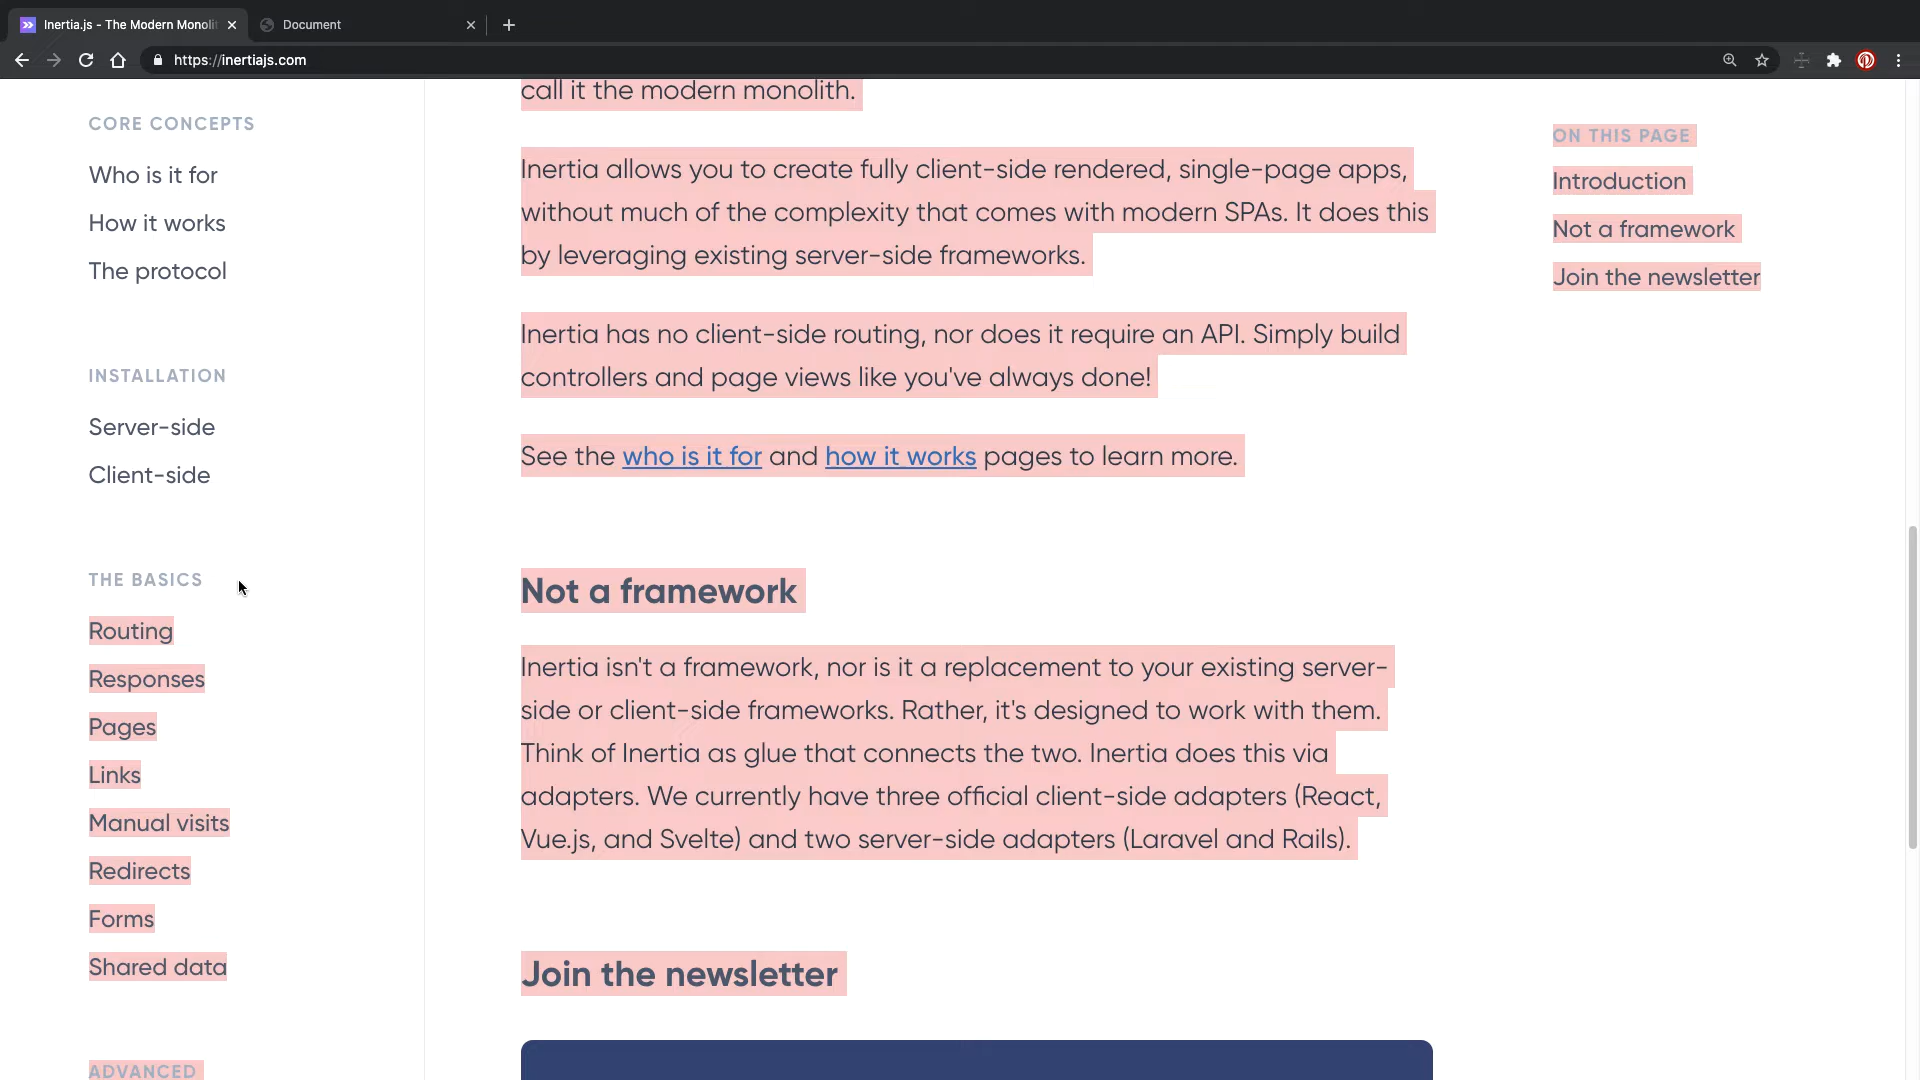 Inertia.js - The Modern Monoli
Document
https://inertiajs.com
CORE CONCEPTS
Who is it for
How it works
The protocol
INSTALLATION
Server-side
Client-side
THE BASICS
Routing
Responses
Pages
Links
Manual visits
Redirects
Forms
Shared data
ADVANCED
call it the modern monolith.
Inertia allows you to create fully client-side rendered, single-page apps,
without much of the complexity that comes with modern SPAs. It does this
by leveraging existing server-side frameworks.
Inertia has no client-side routing, nor does it require an API. Simply build
controllers and page views like you've always done!
See the who is it for and how it works pages to learn more.
Not a framework
Inertia isn't a framework, nor is it a replacement to your existing server-
side or client-side frameworks. Rather, it's designed to work with them.
Think of Inertia as glue that connects the two. Inertia does this via
adapters. We currently have three official client-side adapters (React,
Vue.js, and Svelte) and two server-side adapters (Laravel and Rails).
Join the newsletter
ON THIS PAGE
Introduction
Not a framework
Join the newsletter